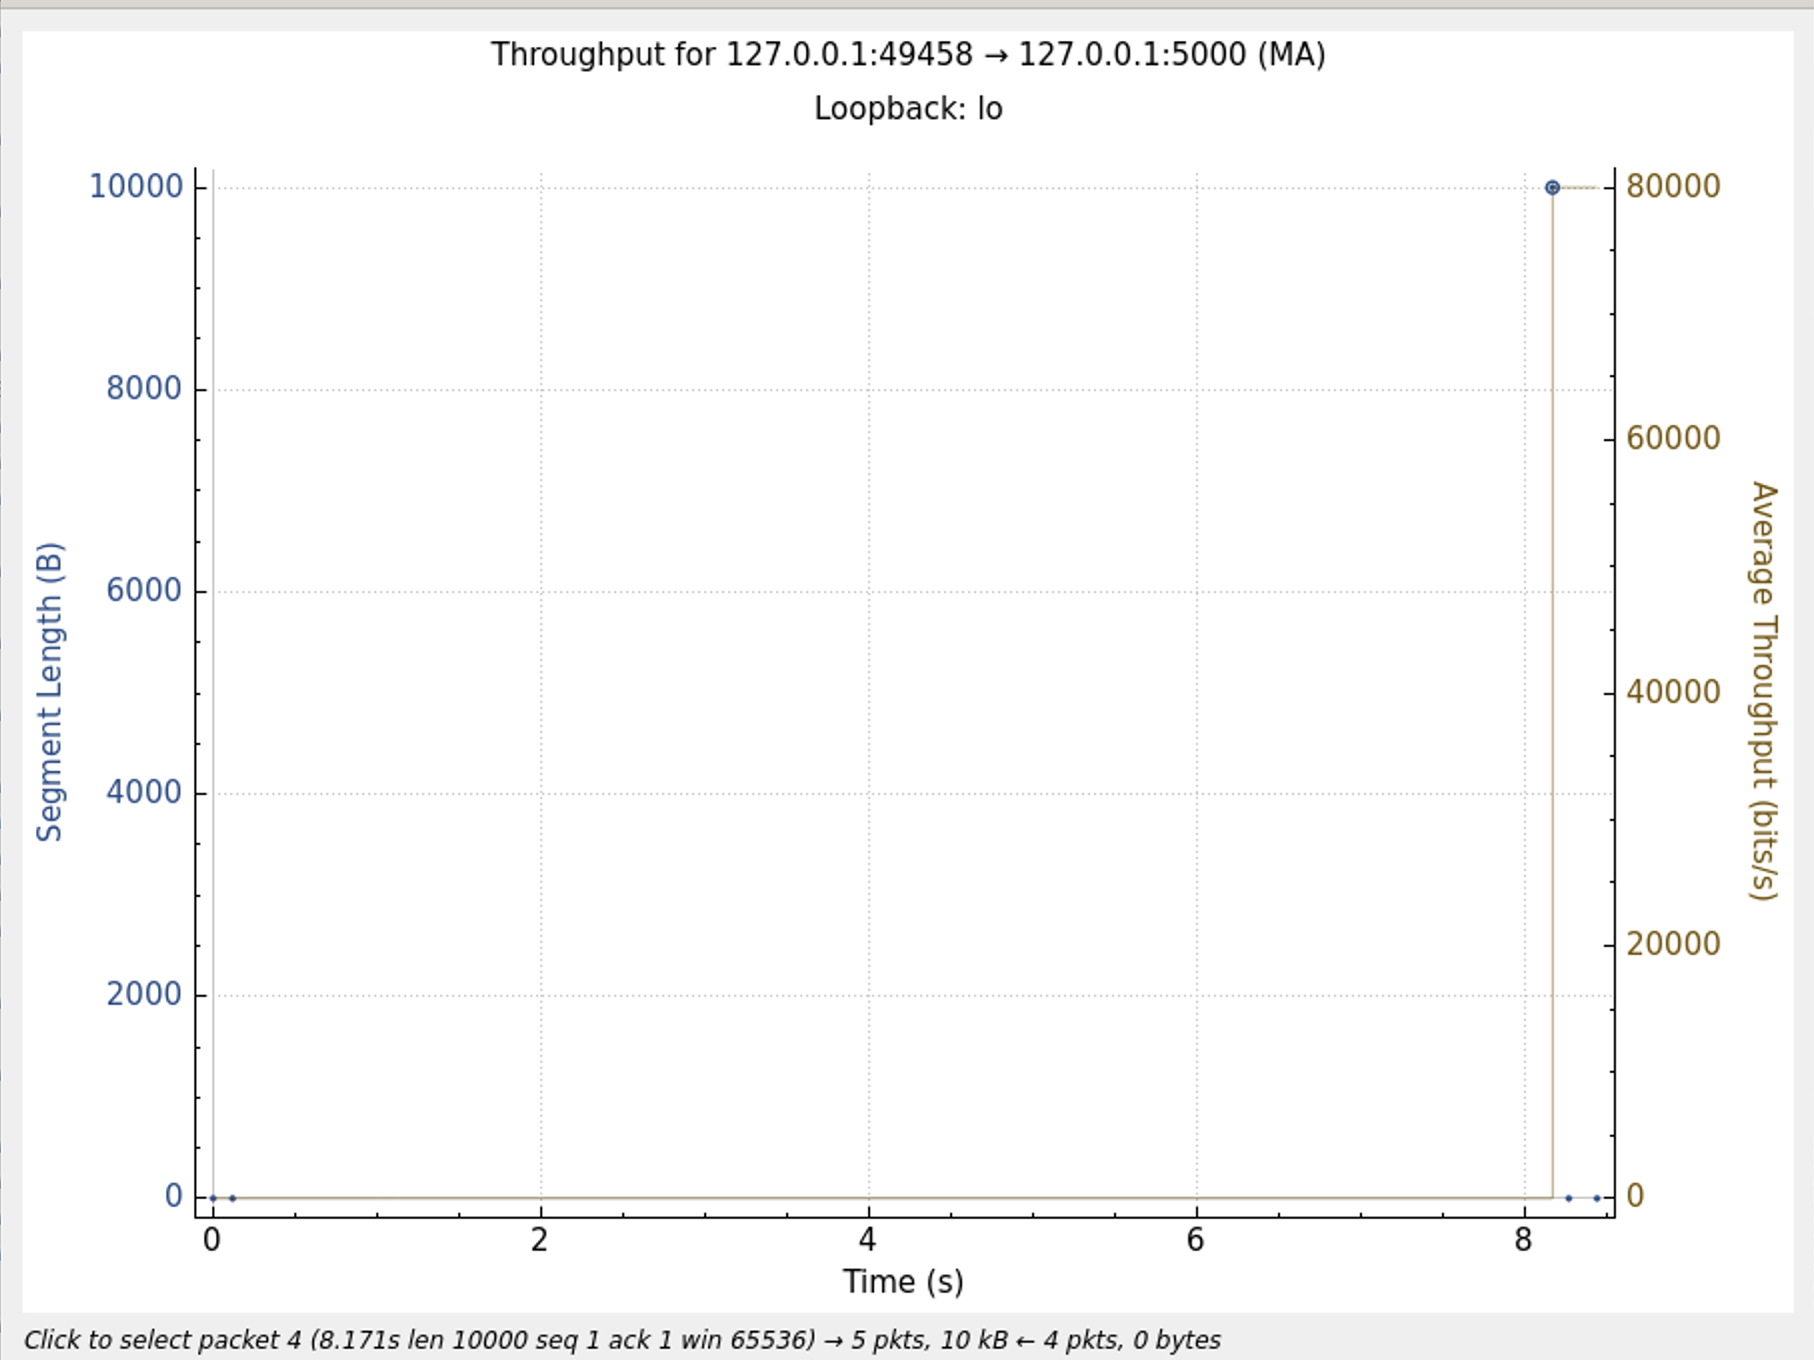 Throughput for 127.0.0.1:49458 → 127.0.0.1:5000 (MA)
Loopback: lo
Segment Length (B)
10000
8000
6000
4000
2000
0
80000
60000
40000
20000
0
Average Throughput (bits/s)
0 2 4 6 8
Time (s)
Click to select packet 4 (8.171s len 10000 seq 1 ack 1 win 65536) → 5 pkts, 10 kB ← 4 pkts, 0 bytes